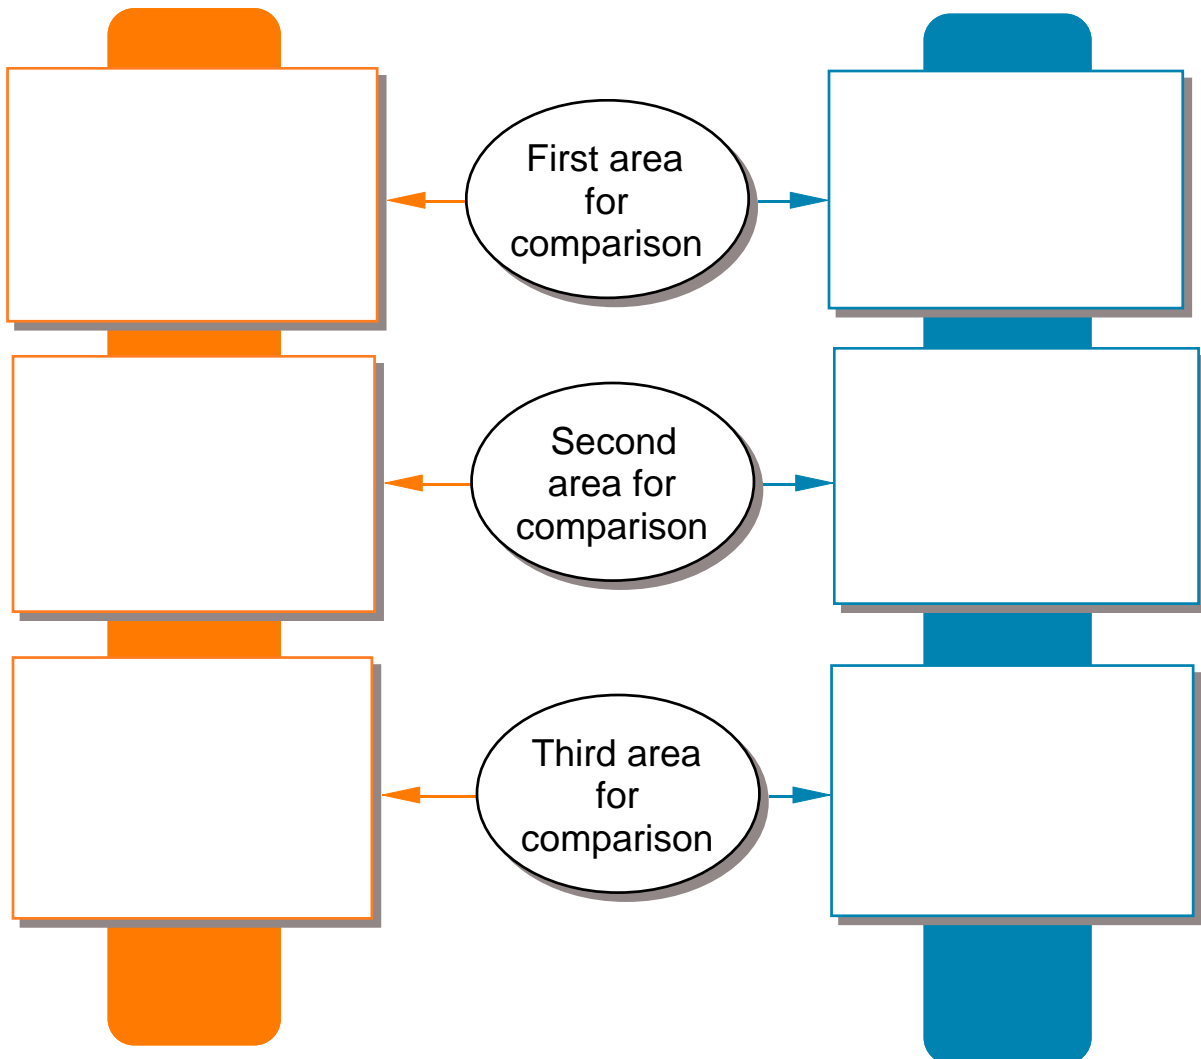 First area
for
comparison
Second
area for
comparison
Third area
for
comparison